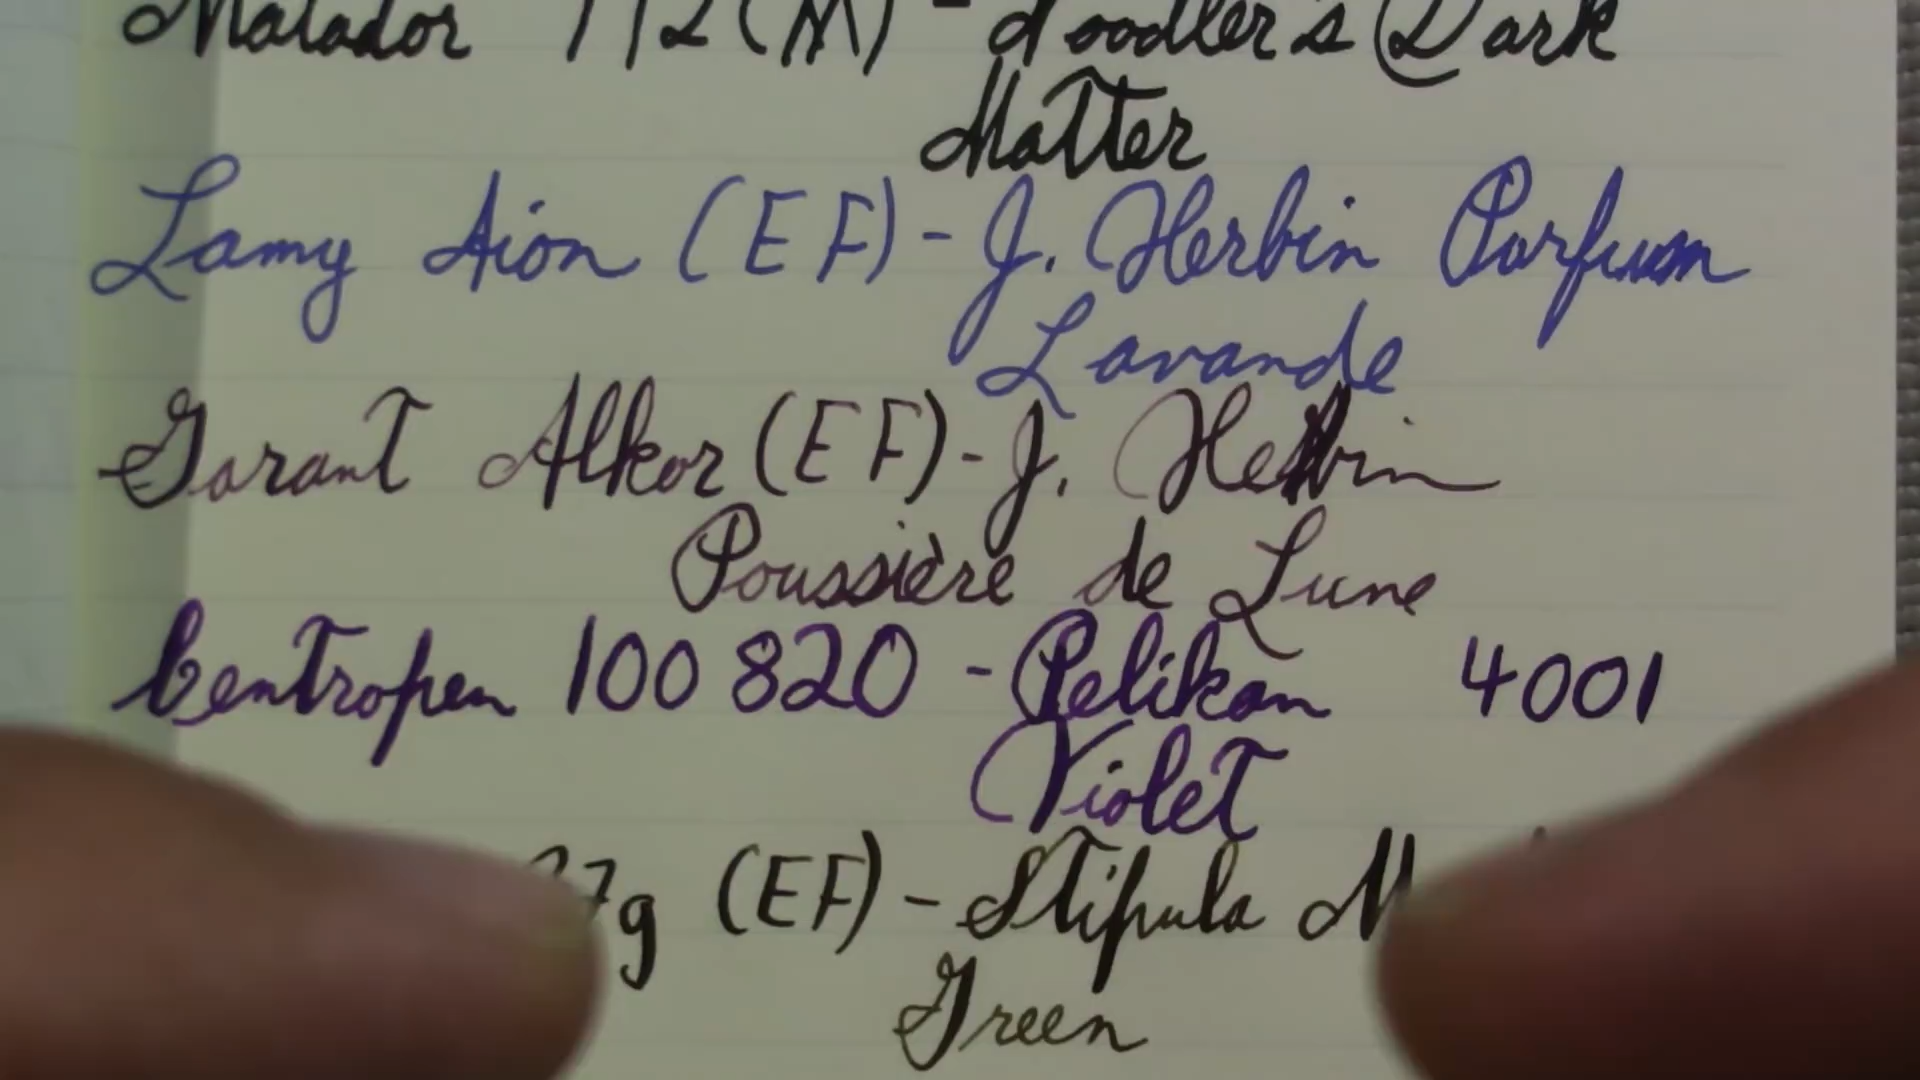 Matador 112 (M) - Noodler's Dark
Matter
Lamy Aion (EF) - J. Herbin Parfum
Lavande
Garant Alkor (EF) - J. Herbin
Poussière de Lune
Centropen 100 820 - Pelikan 4001
Violet
(EF) - Stipula
Green